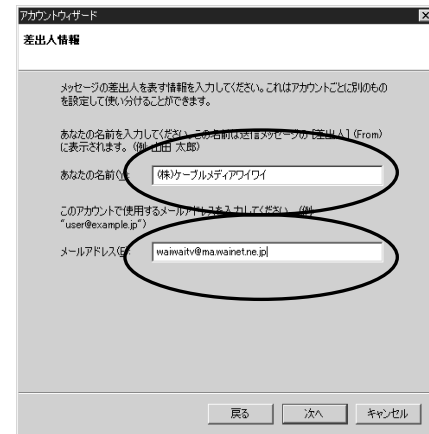 アカウントウィザード
差出人情報
メッセージの差出人を表す情報を入力してください。これはアカウントごとに別のもの
を設定して使い分けることができます。
あなたの名前を入力してください。この名前は送信メッセージの [差出人] (From)
に表示されます。(例: 山田 太郎)
あなたの名前(Y):
(株)ケーブルメディアワイワイ
このアカウントで使用するメールアドレスを入力してください。(例:
"user@example.jp")
メールアドレス(E):
waiwaitv@ma.wainet.ne.jp
戻る
次へ
キャンセル